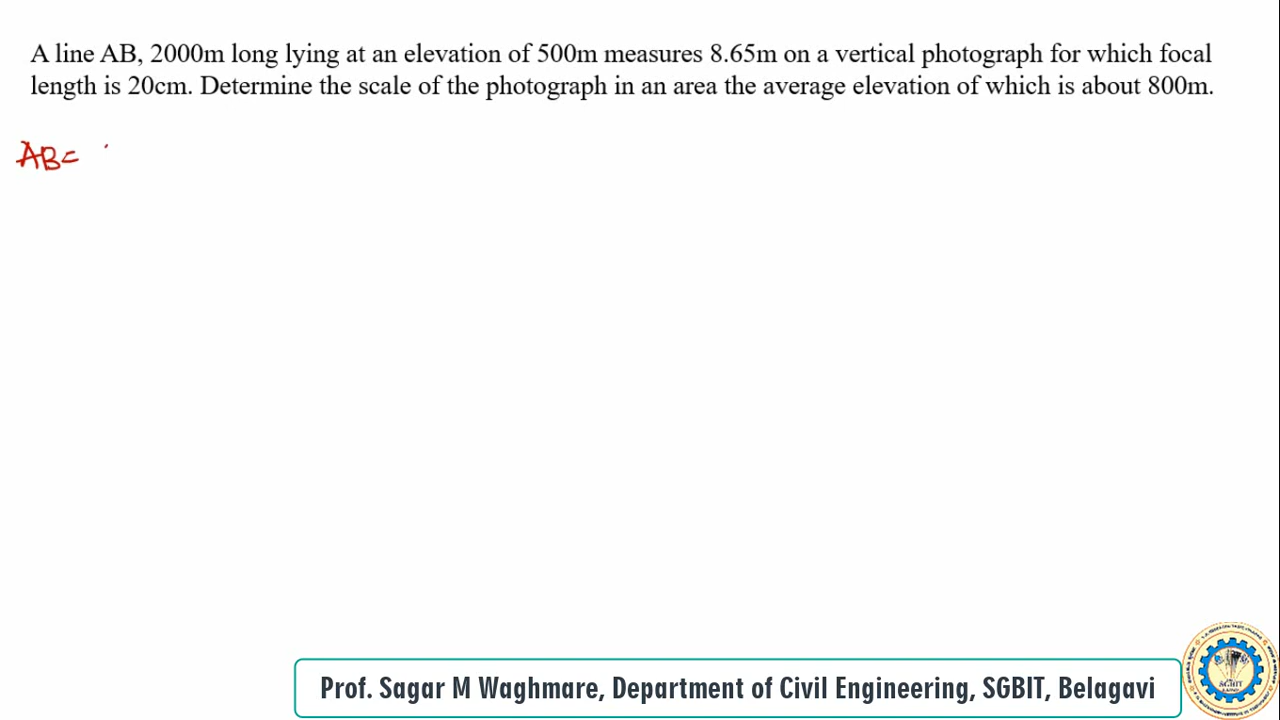 A line AB, 2000m long lying at an elevation of 500m measures 8.65m on a vertical photograph for which focal
length is 20cm. Determine the scale of the photograph in an area the average elevation of which is about 800m.
AB=
Prof. Sagar M Waghmare, Department of Civil Engineering, SGBIT, Belagavi
SGBIT